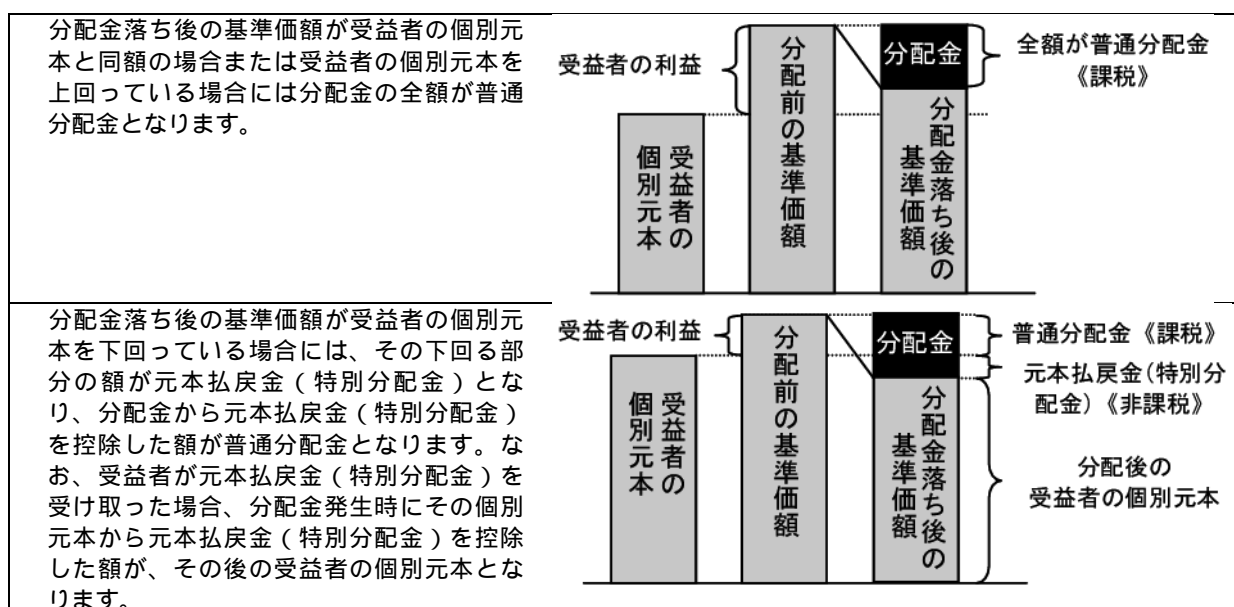 分配金落ち後の基準価額が受益者の個別元
本と同額の場合または受益者の個別元本を
上回っている場合には分配金の全額が普通
分配金となります。
受益者の利益
受益者の
個別元本
分配前の基準価額
分配金
分配金落ち後の
基準価額
全額が普通分配金
《課税》
分配金落ち後の基準価額が受益者の個別元
本を下回っている場合には、その下回る部
分の額が元本払戻金（特別分配金）とな
り、分配金から元本払戻金（特別分配金）
を控除した額が普通分配金となります。な
お、受益者が元本払戻金（特別分配金）を
受け取った場合、分配金発生時にその個別
元本から元本払戻金（特別分配金）を控除
した額が、その後の受益者の個別元本とな
ります。
受益者の利益
受益者の
個別元本
分配前の基準価額
分配金
分配金落ち後の
基準価額
普通分配金《課税》
元本払戻金(特別分
配金)《非課税》
分配後の
受益者の個別元本